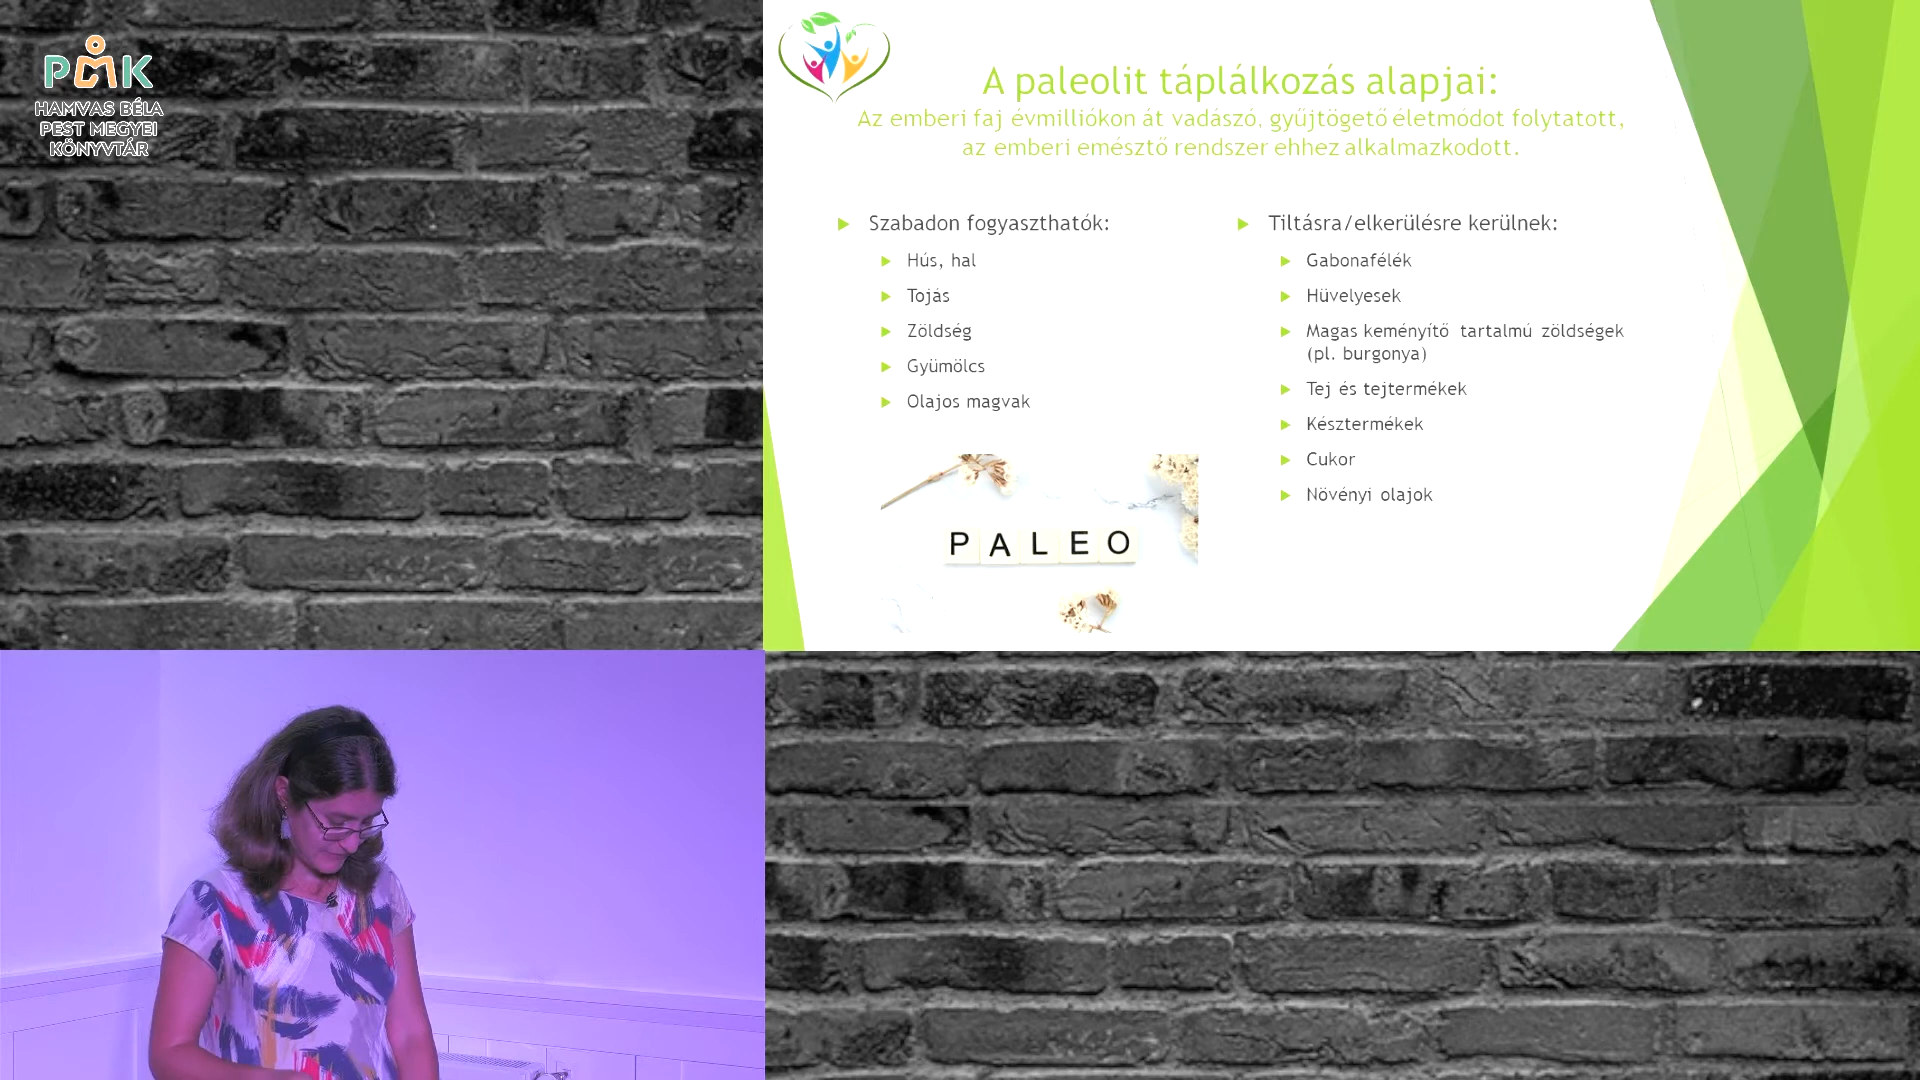 PMK
HAMVAS BÉLA
PEST MEGYEI
KÖNYVTÁR
A paleolit táplálkozás alapjai:
Az emberi faj évmilliókon át vadászó, gyűjtögető életmódot folytatott,
az emberi emésztő rendszer ehhez alkalmazkodott.
Szabadon fogyaszthatók:
Hús, hal
Tojás
Zöldség
Gyümölcs
Olajos magvak
PALEO
Tiltásra/elkerülésre kerülnek:
Gabonafélék
Hüvelyesek
Magas keményítő tartalmú zöldségek
(pl. burgonya)
Tej és tejtermékek
Késztermékek
Cukor
Növényi olajok